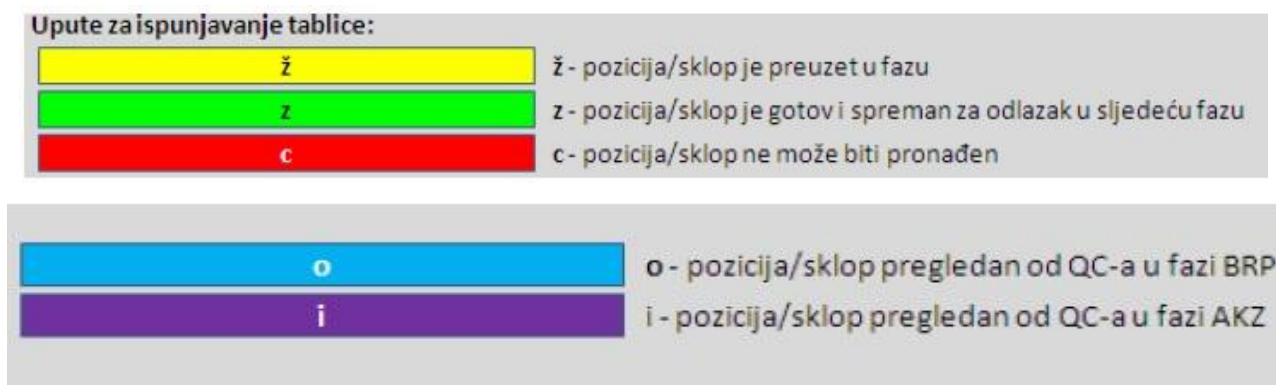 Upute za ispunjavanje tablice:
ž ž - pozicija/sklop je preuzet u fazu
z z - pozicija/sklop je gotov i spreman za odlazak u sljedeću fazu
c c - pozicija/sklop ne može biti pronađen
o o - pozicija/sklop pregledan od QC-a u fazi BRP
i i - pozicija/sklop pregledan od QC-a u fazi AKZ